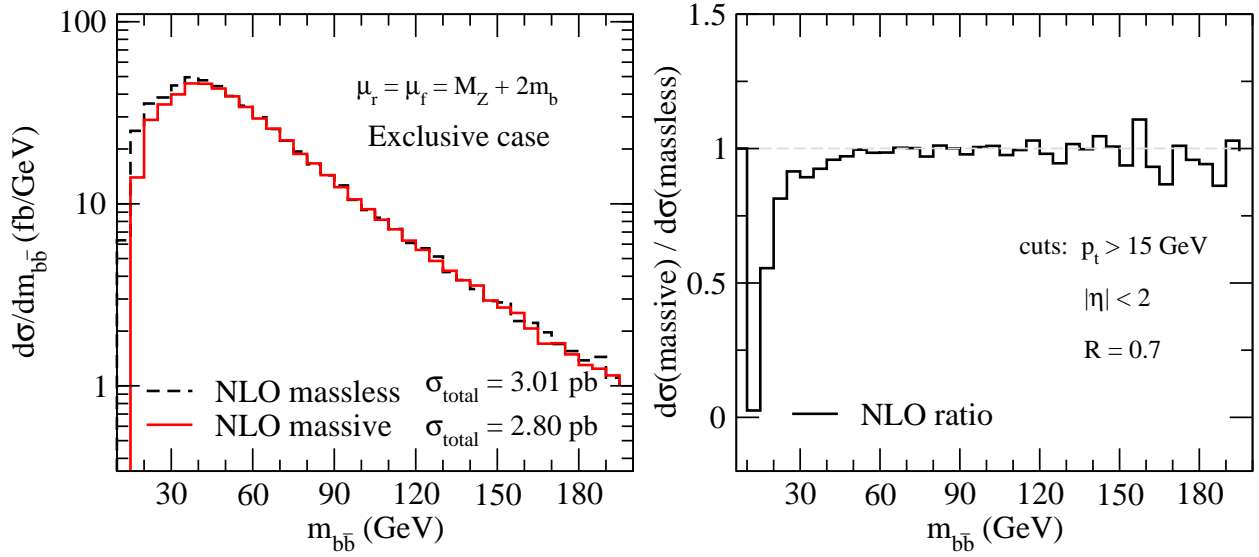 100
10
1
dσ/dm_{bb̄} (fb/GeV)
μ_r = μ_f = M_Z + 2m_b
Exclusive case
NLO massless σ_total = 3.01 pb
NLO massive σ_total = 2.80 pb
30 60 90 120 150 180
m_{bb̄} (GeV)
1.5
1
0.5
0
dσ(massive) / dσ(massless)
cuts: p_t > 15 GeV
|η| < 2
R = 0.7
NLO ratio
30 60 90 120 150 180
m_{bb̄} (GeV)